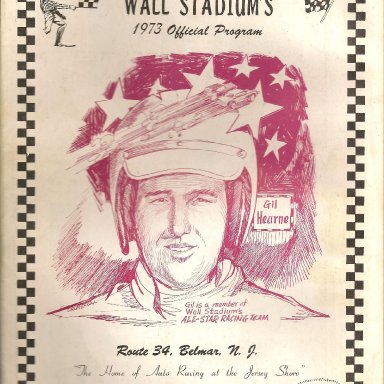 WALL STADIUM'S
1973 Official Program
Gil
Hearne
Gil is a member of
Wall Stadium's
ALL-STAR RACING TEAM
Route 34, Belmar, N. J.
"The Home of Auto Racing at the Jersey Shore"